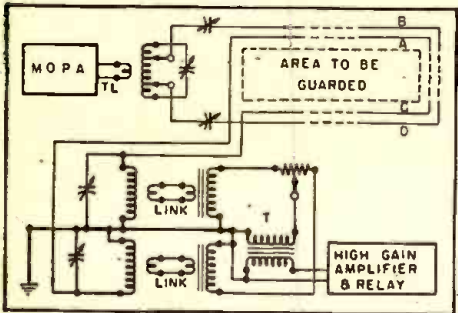 B
A
MOPA
TL
AREA TO BE
GUARDED
C
D
LINK
T
LINK
HIGH GAIN
AMPLIFIER
& RELAY